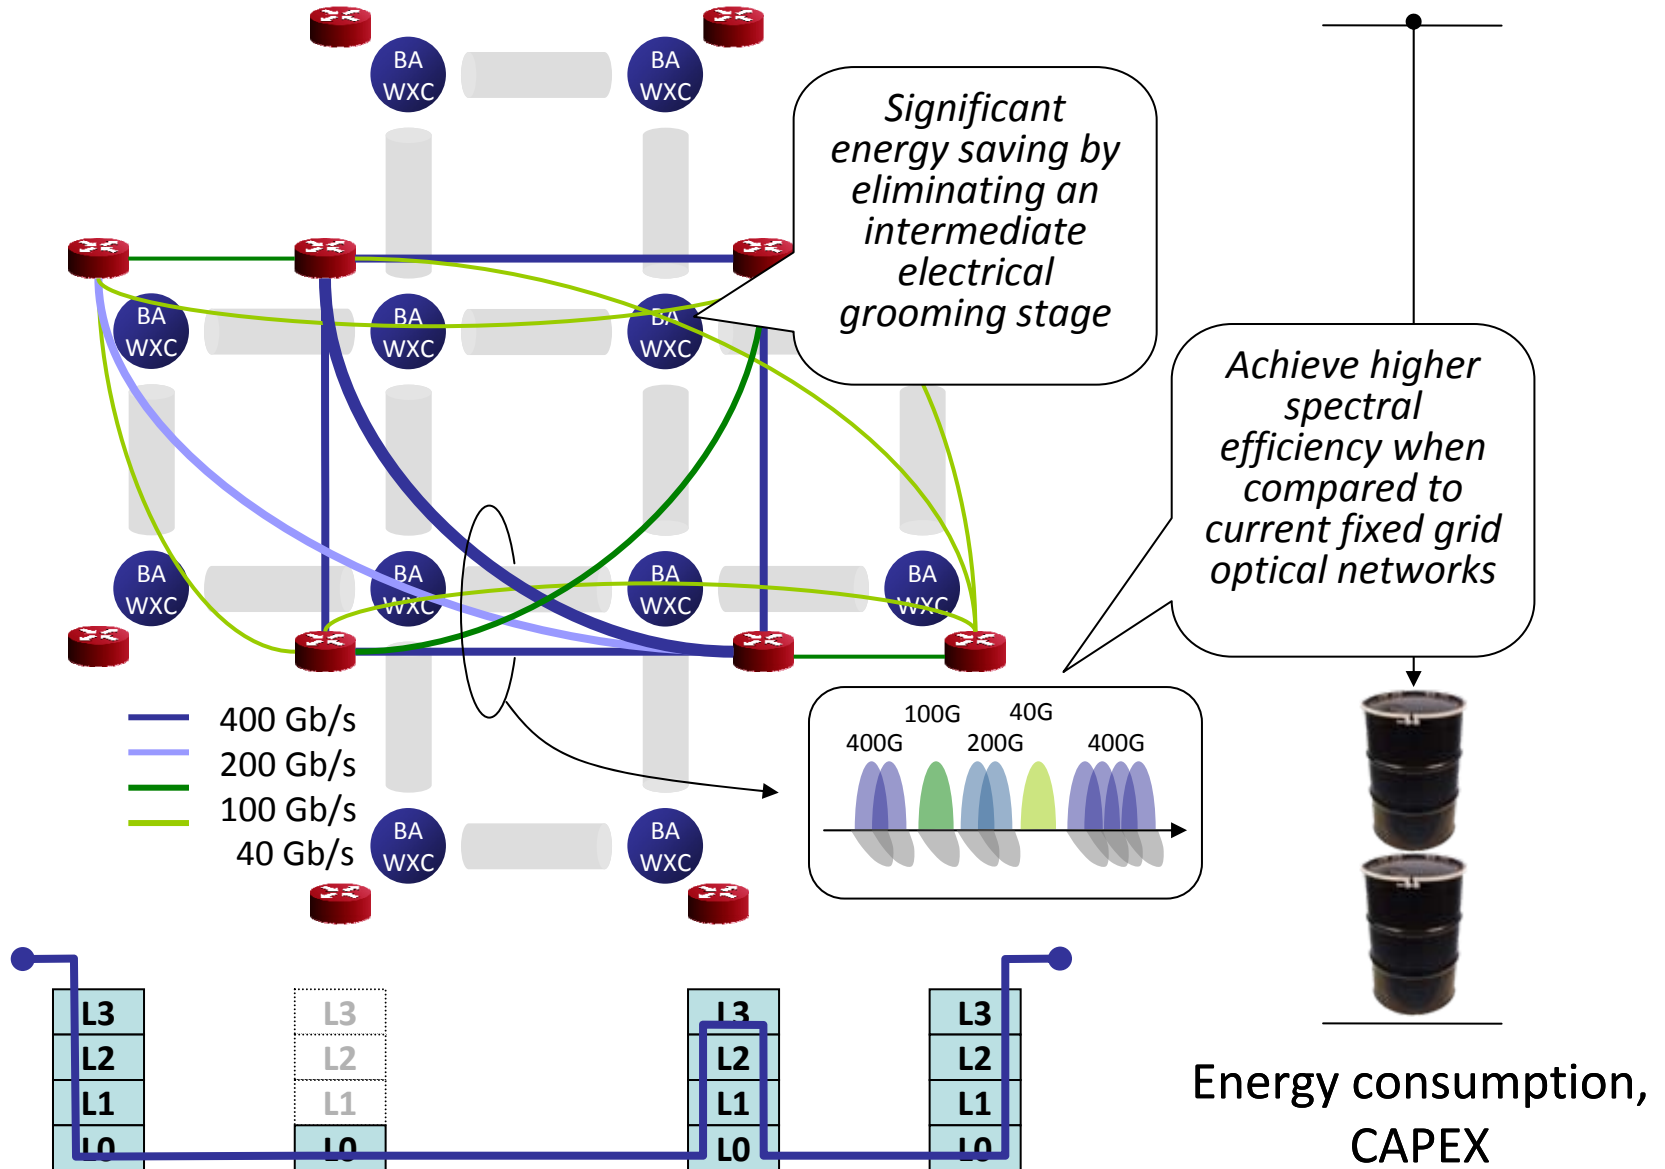 BA
WXC
BA
WXC
Significant
energy saving by
eliminating an
intermediate
electrical
grooming stage
BA
WXC
BA
WXC
BA
WXC
Achieve higher
spectral
efficiency when
compared to
current fixed grid
optical networks
BA
WXC
BA
WXC
BA
WXC
BA
WXC
400 Gb/s
200 Gb/s
100 Gb/s
40 Gb/s
100G
40G
400G
200G
400G
BA
WXC
BA
WXC
L3
L2
L1
L0
L3
L2
L1
L0
L3
L2
L1
L0
L3
L2
L1
L0
Energy consumption,
CAPEX